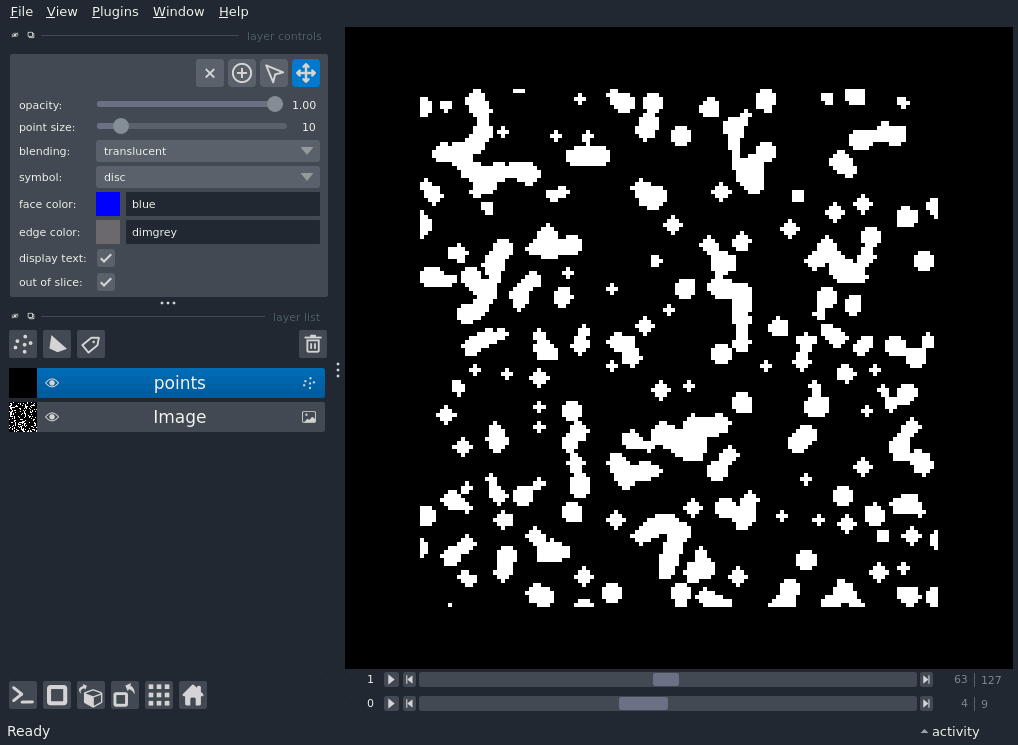 File View Plugins Window Help
layer controls
opacity: 1.00
point size: 10
blending: translucent
symbol: disc
face color: blue
edge color: dimgrey
display text:
out of slice:
layer list
points
Image
1 63 127
0 4 9
Ready activity